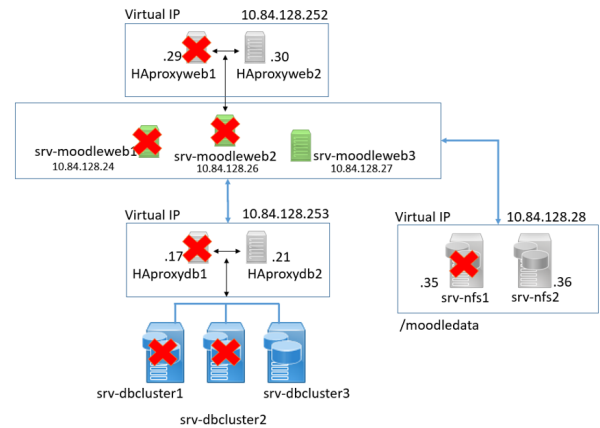 Virtual IP 10.84.128.252
.29 .30
HAproxyweb1 HAproxyweb2
srv-moodleweb1 srv-moodleweb2 srv-moodleweb3
10.84.128.24 10.84.128.26 10.84.128.27
Virtual IP 10.84.128.253
.17 .21
HAproxydb1 HAproxydb2
Virtual IP 10.84.128.28
.35 .36
srv-nfs1 srv-nfs2
/moodledata
srv-dbcluster1 srv-dbcluster3
srv-dbcluster2